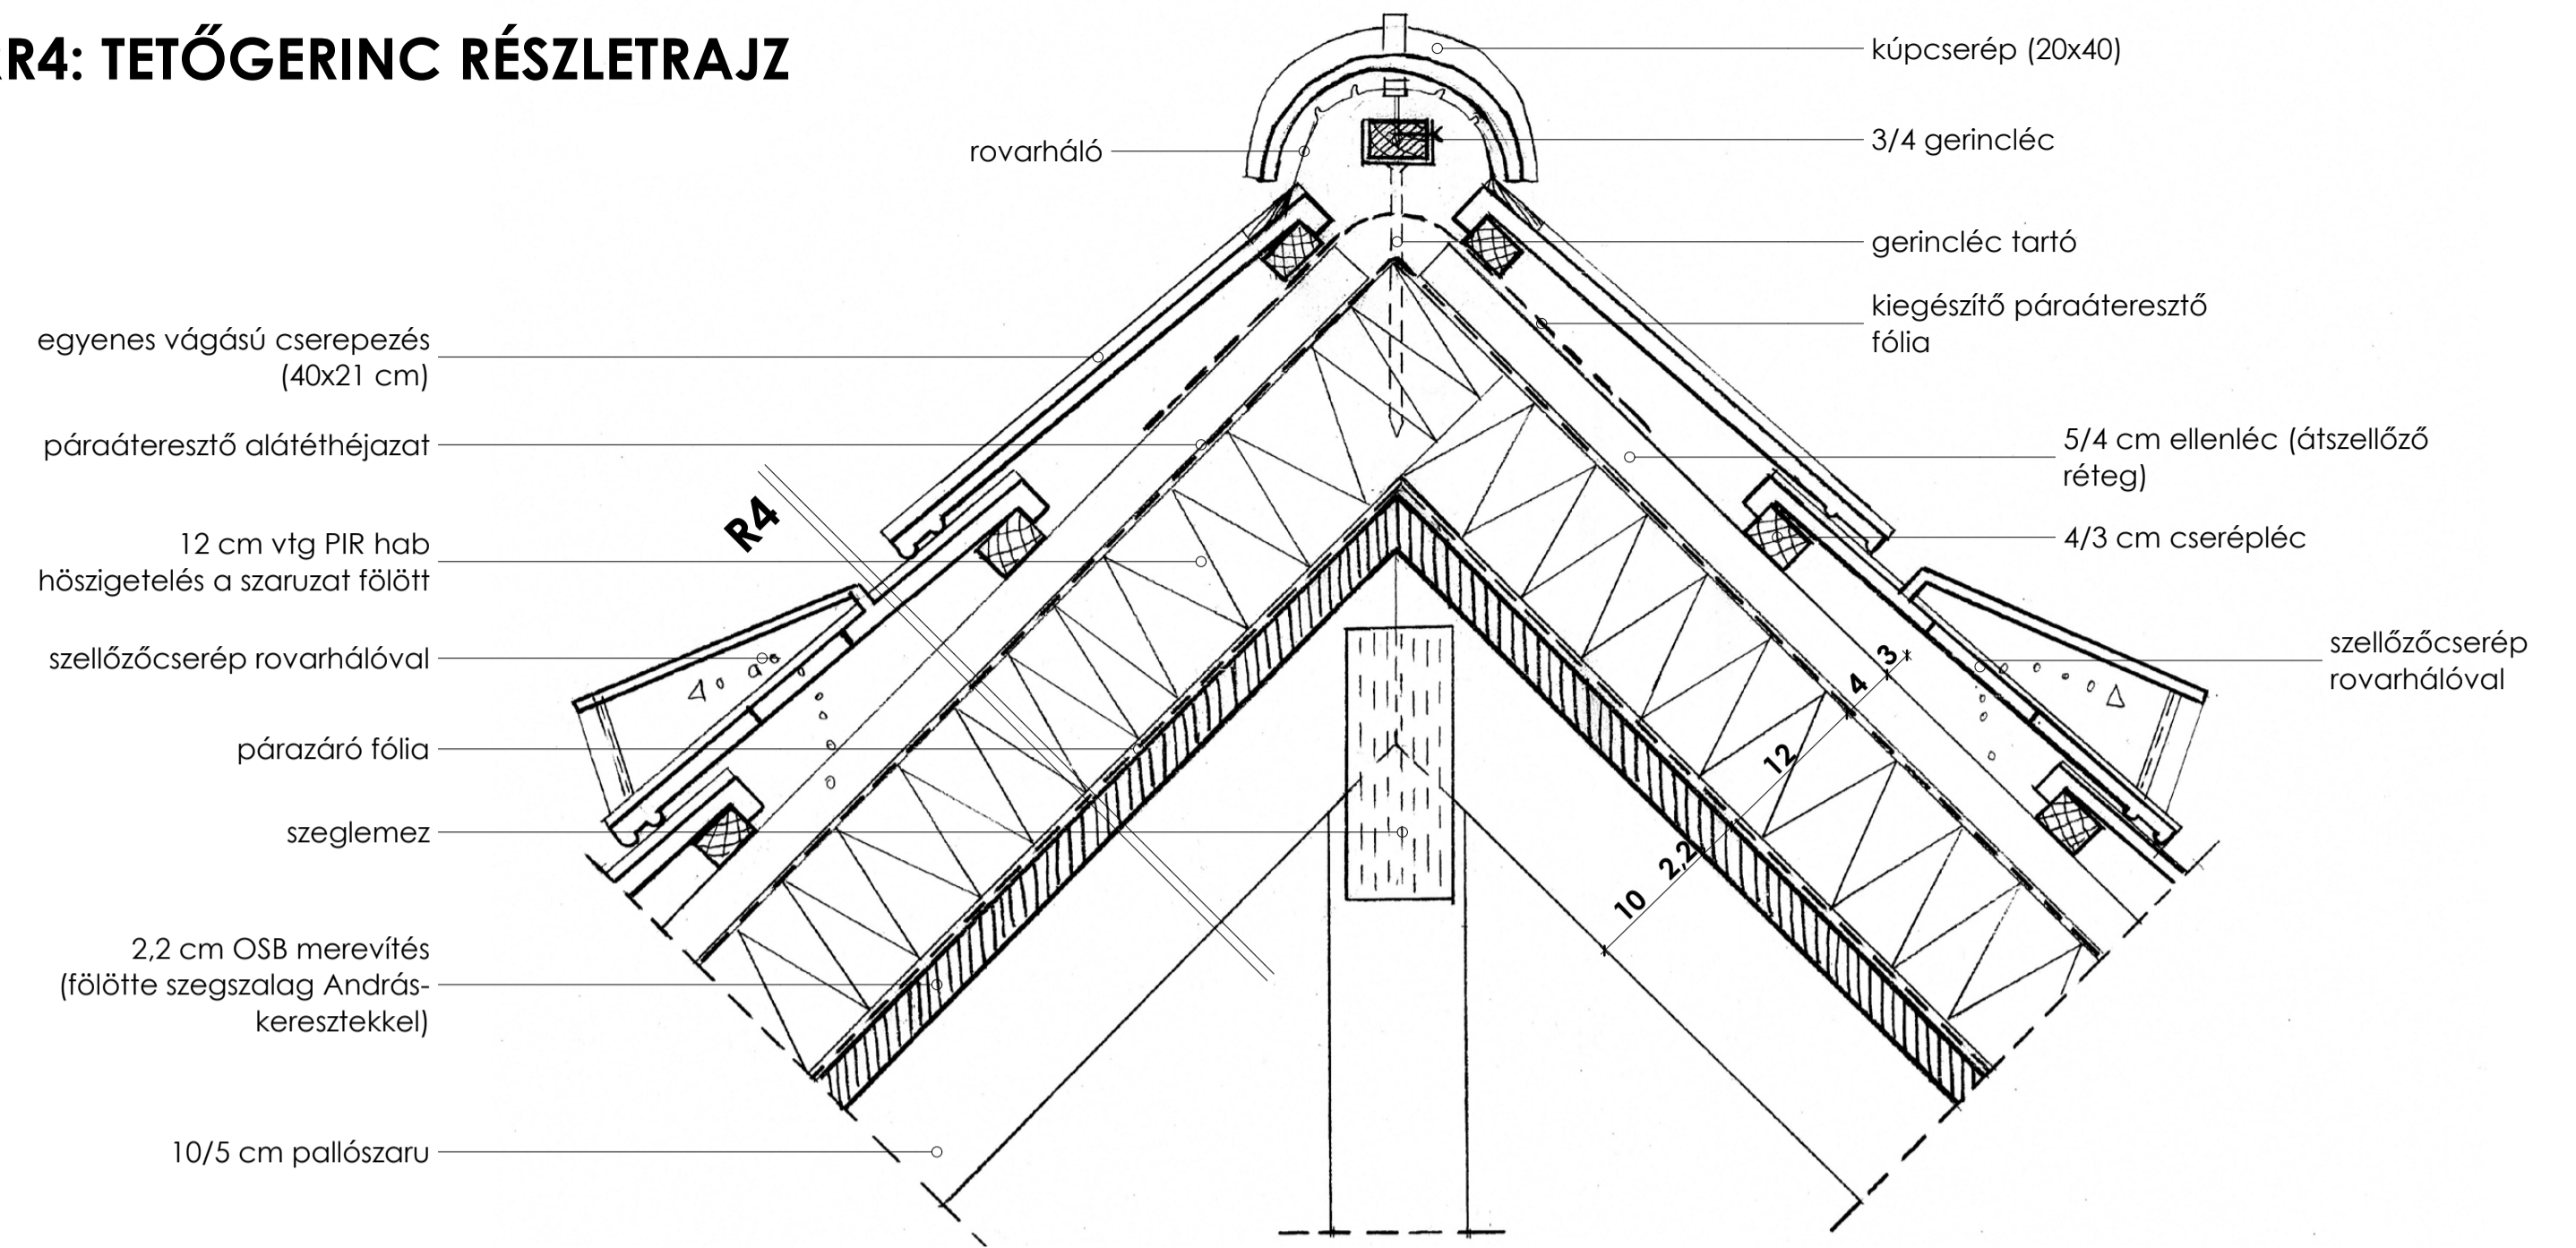 R4: TETŐGERINC RÉSZLETRAJZ
kúpcserép (20x40)
3/4 gerincléc
rovarháló
gerincléc tartó
kiegészítő páraáteresztő
fólia
egyenes vágású cserepezés
(40x21 cm)
páraáteresztő alátéthéjazat
5/4 cm ellenléc (átszellőző
réteg)
R4
12 cm vtg PIR hab
höszigetelés a szaruzat fölött
4/3 cm cserépléc
szellőzőcserép rovarhálóval
szellőzőcserép
rovarhálóval
3
4
12
2,2
10
párazáró fólia
szeglemez
2,2 cm OSB merevítés
(fölötte szegszalag András-
keresztekkel)
10/5 cm pallószaru